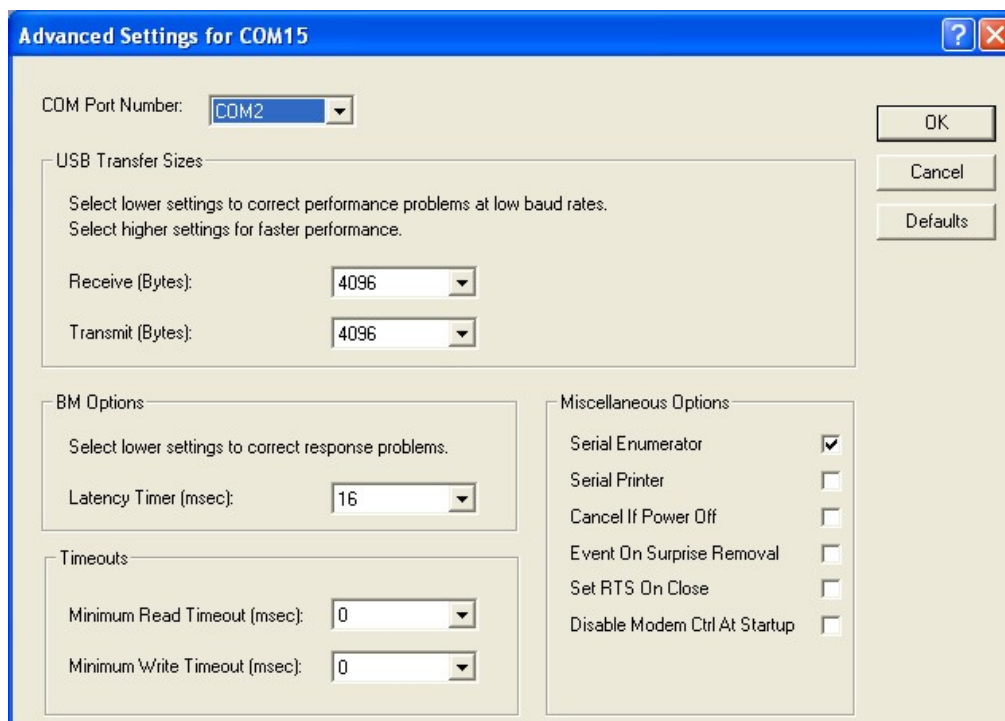 Advanced Settings for COM15
COM Port Number: COM2
OK
Cancel
Defaults
USB Transfer Sizes
Select lower settings to correct performance problems at low baud rates.
Select higher settings for faster performance.
Receive (Bytes): 4096
Transmit (Bytes): 4096
BM Options
Select lower settings to correct response problems.
Latency Timer (msec): 16
Timeouts
Minimum Read Timeout (msec): 0
Minimum Write Timeout (msec): 0
Miscellaneous Options
Serial Enumerator
Serial Printer
Cancel If Power Off
Event On Surprise Removal
Set RTS On Close
Disable Modem Ctrl At Startup